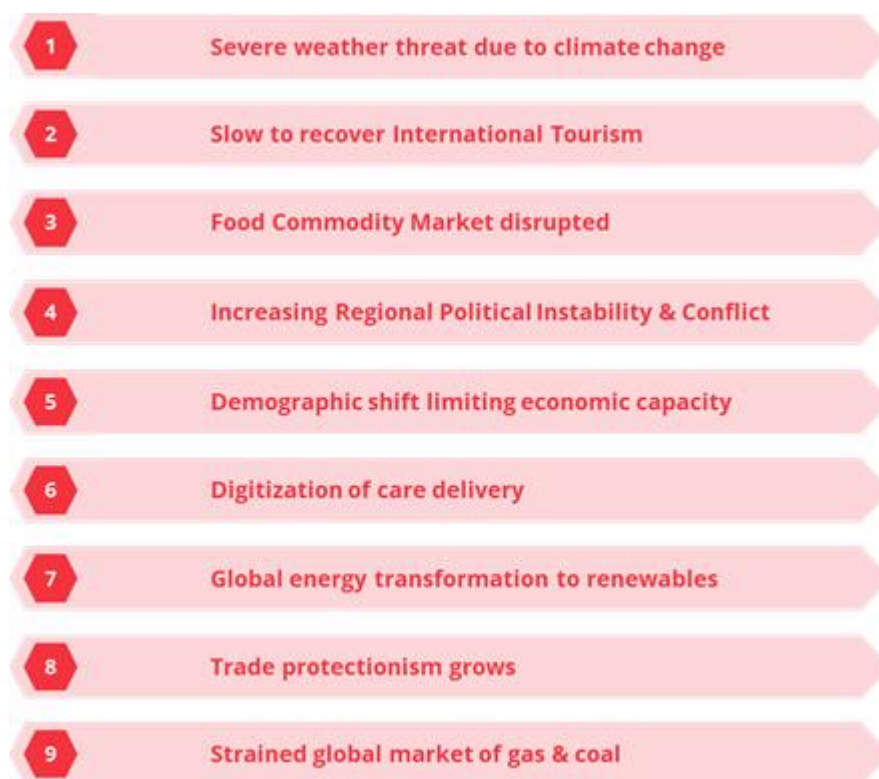 1 Severe weather threat due to climate change
2 Slow to recover International Tourism
3 Food Commodity Market disrupted
4 Increasing Regional Political Instability & Conflict
5 Demographic shift limiting economic capacity
6 Digitization of care delivery
7 Global energy transformation to renewables
8 Trade protectionism grows
9 Strained global market of gas & coal